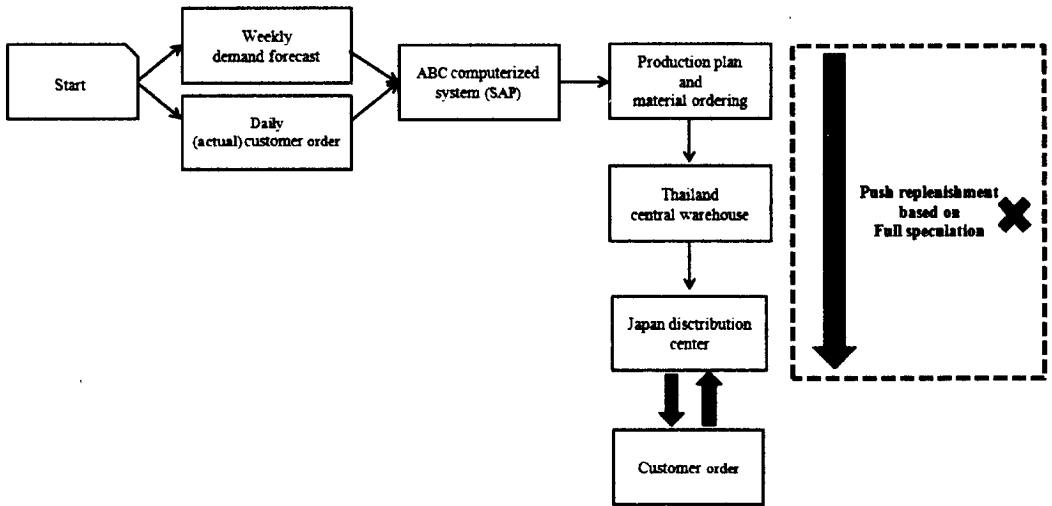 Start
Weekly
demand forecast
Daily
(actual) customer order
ABC computerized
system (SAP)
Production plan
and
material ordering
Thailand
central warehouse
Japan disctribution
center
Customer order
Push replenishment
based on
Full speculation